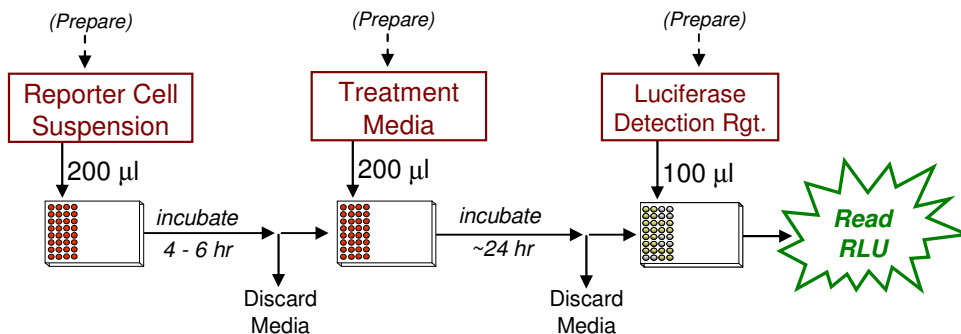 (Prepare)
(Prepare)
(Prepare)
Reporter Cell
Suspension
Treatment
Media
Luciferase
Detection Rgt.
200 µl
200 µl
100 µl
incubate
4 - 6 hr
incubate
~24 hr
Read
RLU
Discard
Media
Discard
Media